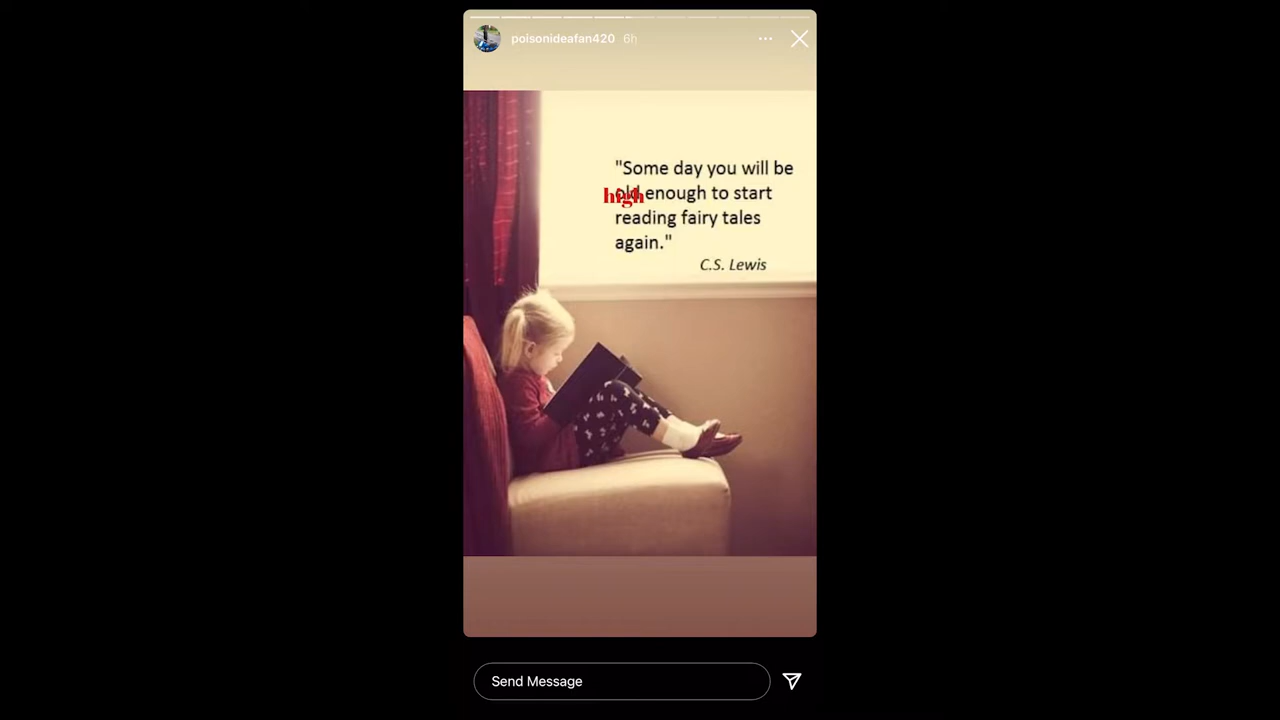 poisonideafan420 6h
"Some day you will be
high
old enough to start
reading fairy tales
again."
C.S. Lewis
Send Message